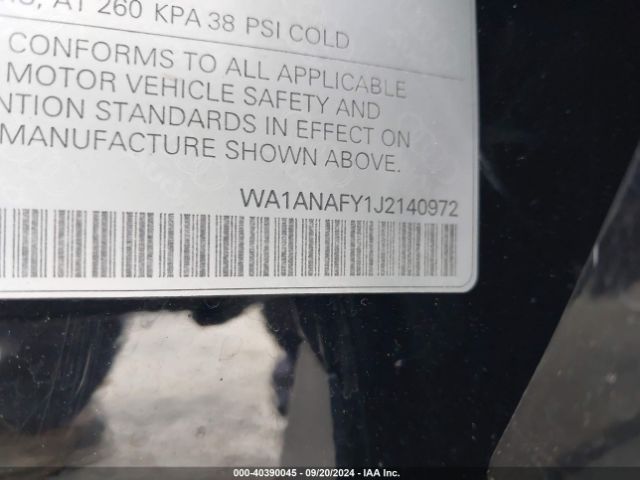 AT 260 KPA 38 PSI COLD
CONFORMS TO ALL APPLICABLE
MOTOR VEHICLE SAFETY AND
NTION STANDARDS IN EFFECT ON
MANUFACTURE SHOWN ABOVE.
WA1ANAFY1J2140972
000-40390045 - 09/20/2024 - IAA Inc.